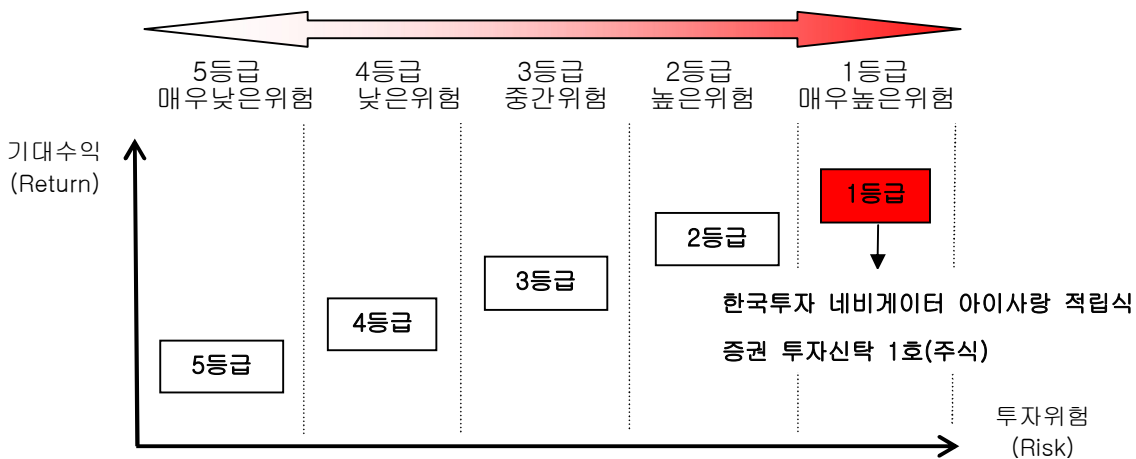 5등급 4등급 3등급 2등급 1등급
매우낮은위험 낮은위험 중간위험 높은위험 매우높은위험
기대수익
(Return)
1등급
2등급
3등급
4등급
5등급
한국투자 네비게이터 아이사랑 적립식
증권 투자신탁 1호(주식)
투자위험
(Risk)